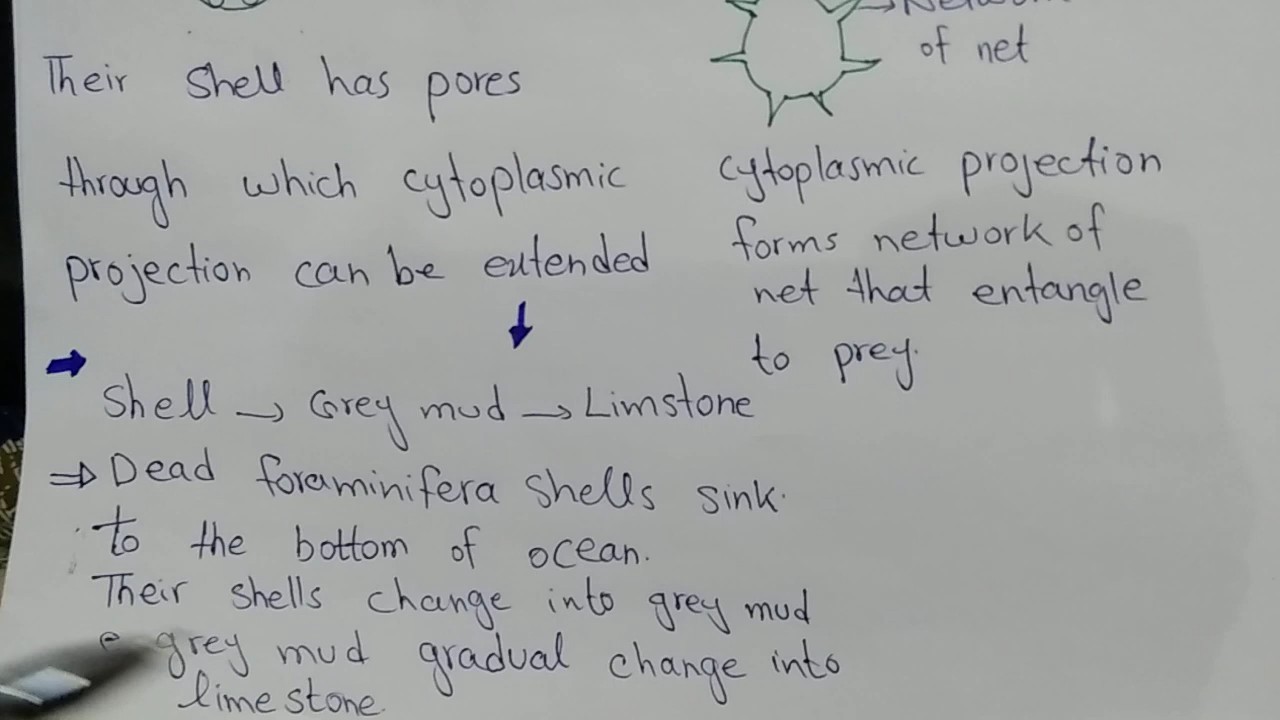 of net
Their Shell has pores
through which cytoplasmic
projection can be eutended
cytoplasmic projection
forms network of
net that entangle
to prey.
Shell → Grey mud → Limstone
⇒ Dead foraminifera shells sink
to the bottom of ocean.
Their shells change into grey mud
grey mud gradual change into
lime stone.